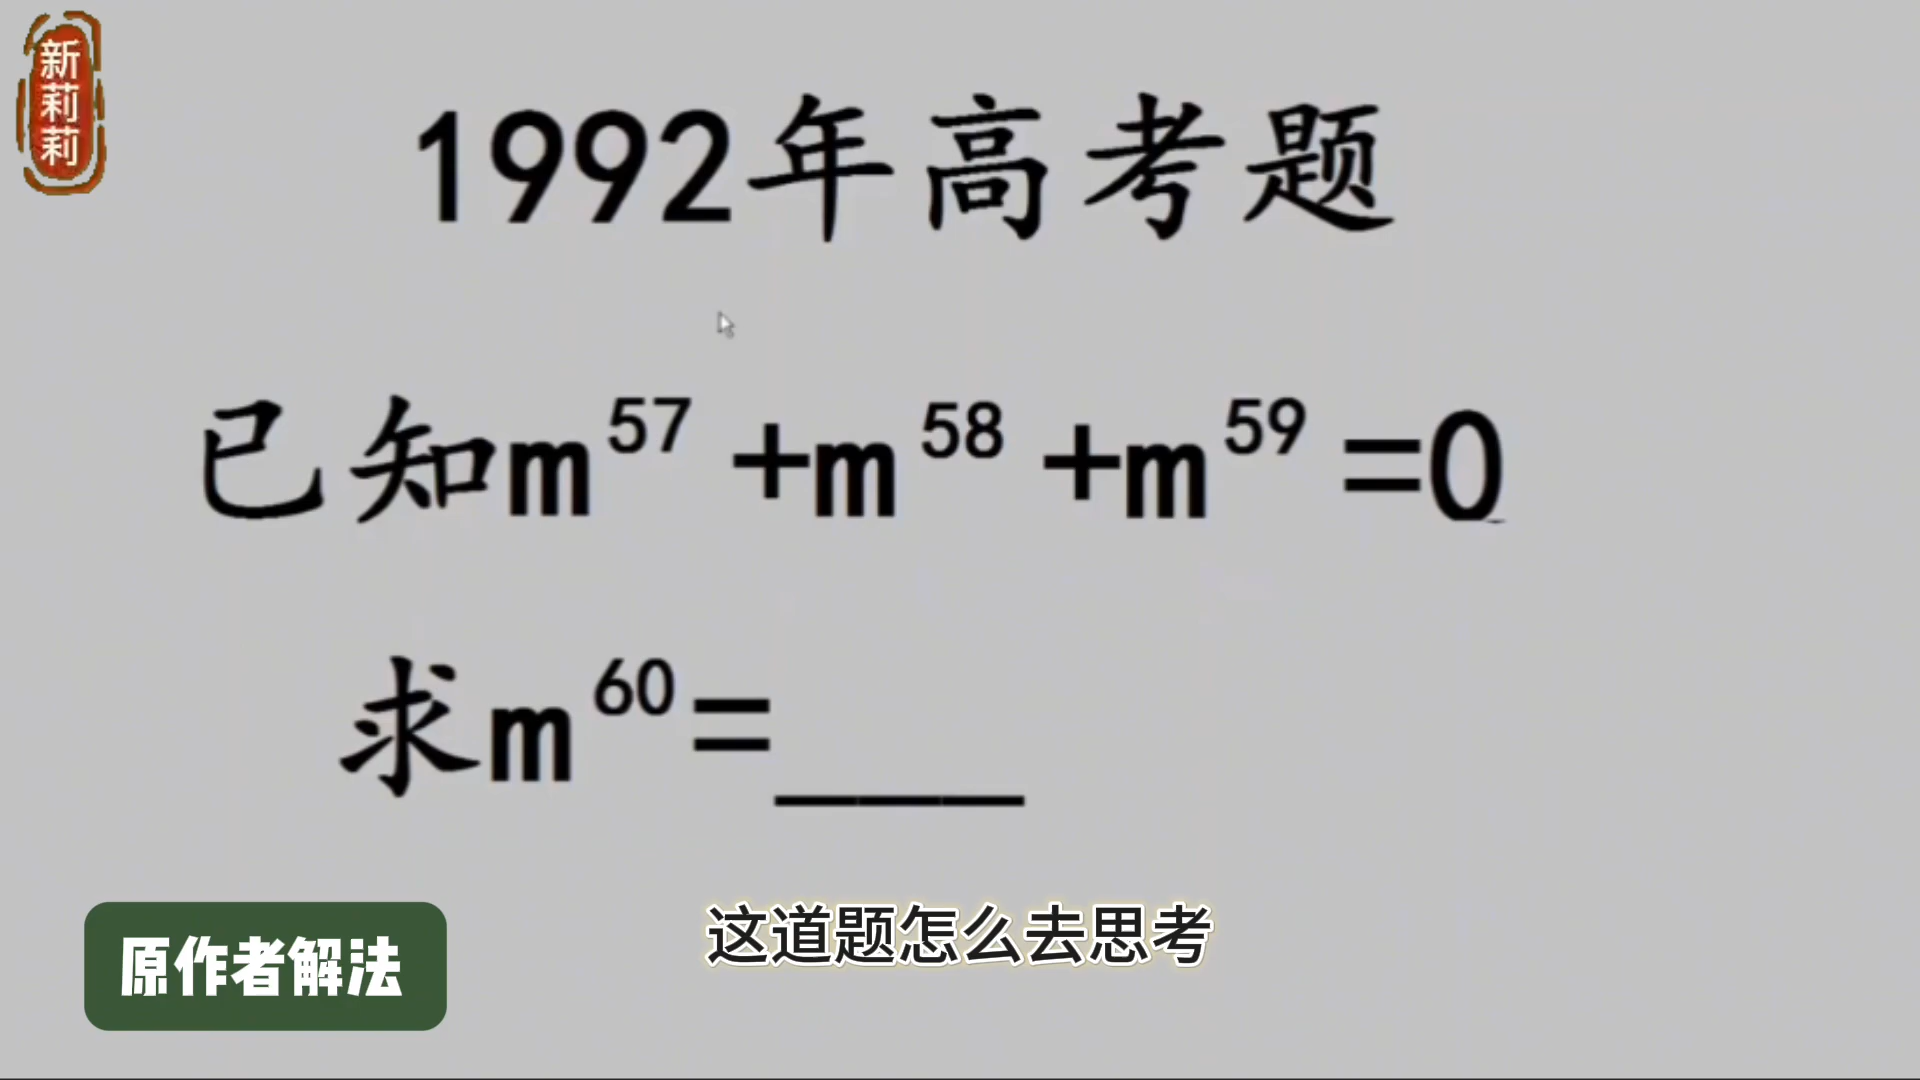 新莉莉
1992年高考题
已知m⁵⁷+m⁵⁸+m⁵⁹=0
求m⁶⁰=___
原作者解法
这道题怎么去思考